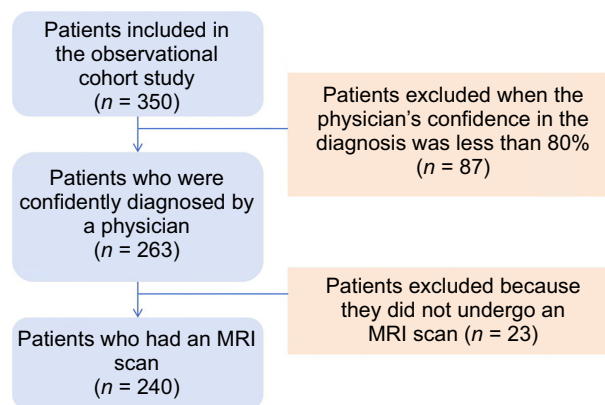 Patients included in
the observational
cohort study
(n = 350)
Patients excluded when the
physician's confidence in the
diagnosis was less than 80%
(n = 87)
Patients who were
confidently diagnosed by
a physician
(n = 263)
Patients excluded because
they did not undergo an
MRI scan (n = 23)
Patients who had an MRI
scan
(n = 240)